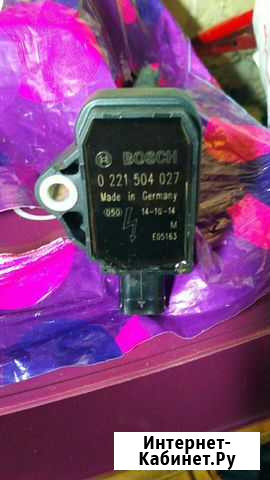 BOSCH
0 221 504 027
Made in Germany
050 14-10-14
M
E05163
Интернет-
Кабинет.Ру